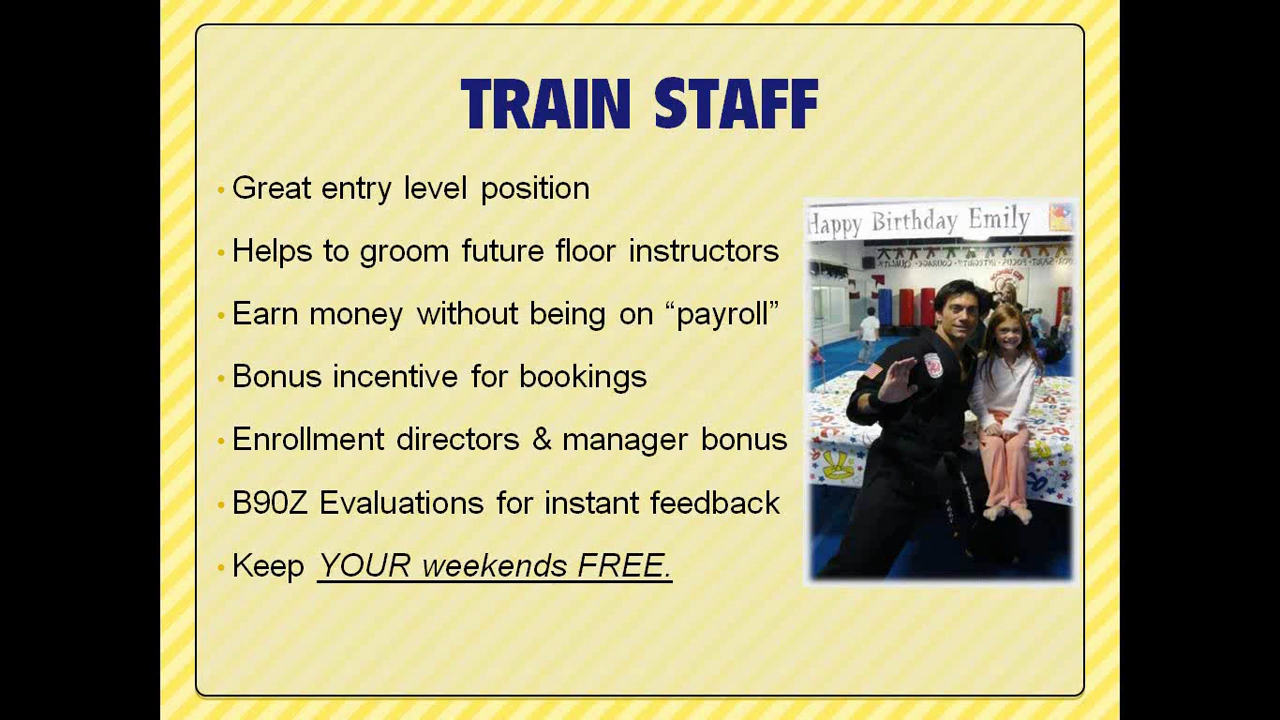 TRAIN STAFF
• Great entry level position
• Helps to groom future floor instructors
• Earn money without being on “payroll”
• Bonus incentive for bookings
• Enrollment directors & manager bonus
• B90Z Evaluations for instant feedback
• Keep YOUR weekends FREE.
Happy Birthday Emily